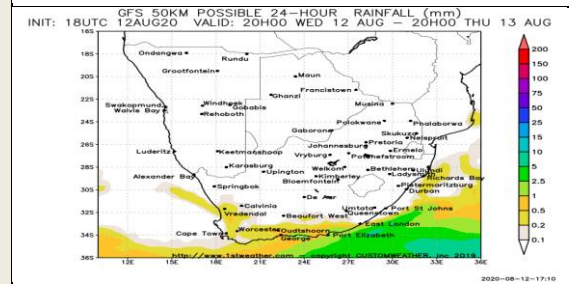 GFS 50KM POSSIBLE 24-HOUR RAINFALL (mm)
INIT: 18UTC 12AUG20 VALID: 20H00 WED 12 AUG - 20H00 THU 13 AUG
16S
18S
20S
22S
24S
26S
28S
30S
32S
34S
36S
Ondangwa
Rundu
Grootfontein
Maun
Francistown
Ghanzi
Swakopmund
Walvis Bay
Windhoek
Gobabis
Rehoboth
Musina
Polokwane
Phalaborwa
Gaborone
Skukuza
Nelspruit
Pretoria
Johannesburg
Ermelo
Luderitz
Keetmanshoop
Vryburg
Potchefstroom
Karasburg
Upington
Welkom
Bethlehem
Ulundi
Alexander Bay
Kimberley
Ladysmith
Richards Bay
Springbok
Bloemfontein
Pietermaritzburg
Durban
De Aar
Calvinia
Umtata
Port St Johns
Vredendal
Beaufort West
Queenstown
East London
Cape Town
Worcester
Oudtshoorn
George
Port Elizabeth
http://www.1stweather.com - copyright CUSTOMWEATHER, inc 2019
12E 15E 18E 21E 24E 27E 30E 33E 36E
200
150
100
75
50
25
15
10
5
2.5
1
0.5
0.2
0.1
2020-08-12-17:10